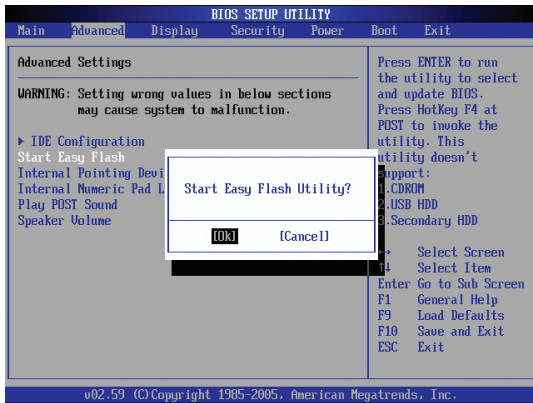 BIOS SETUP UTILITY
Main Advanced Display Security Power Boot Exit
Advanced Settings
WARNING: Setting wrong values in below sections
may cause system to malfunction.
▶ IDE Configuration
Start Easy Flash
Internal Pointing Devi
Internal Numeric Pad L
Play POST Sound
Speaker Volume
Start Easy Flash Utility?
[Ok] [Cancel]
Press ENTER to run
the utility to select
and update BIOS.
Press HotKey F4 at
POST to invoke the
utility. This
utility doesn't
support:
1.CDROM
2.USB HDD
3.Secondary HDD
↔ Select Screen
↑↓ Select Item
Enter Go to Sub Screen
F1 General Help
F9 Load Defaults
F10 Save and Exit
ESC Exit
v02.59 (C)Copyright 1985-2005, American Megatrends, Inc.